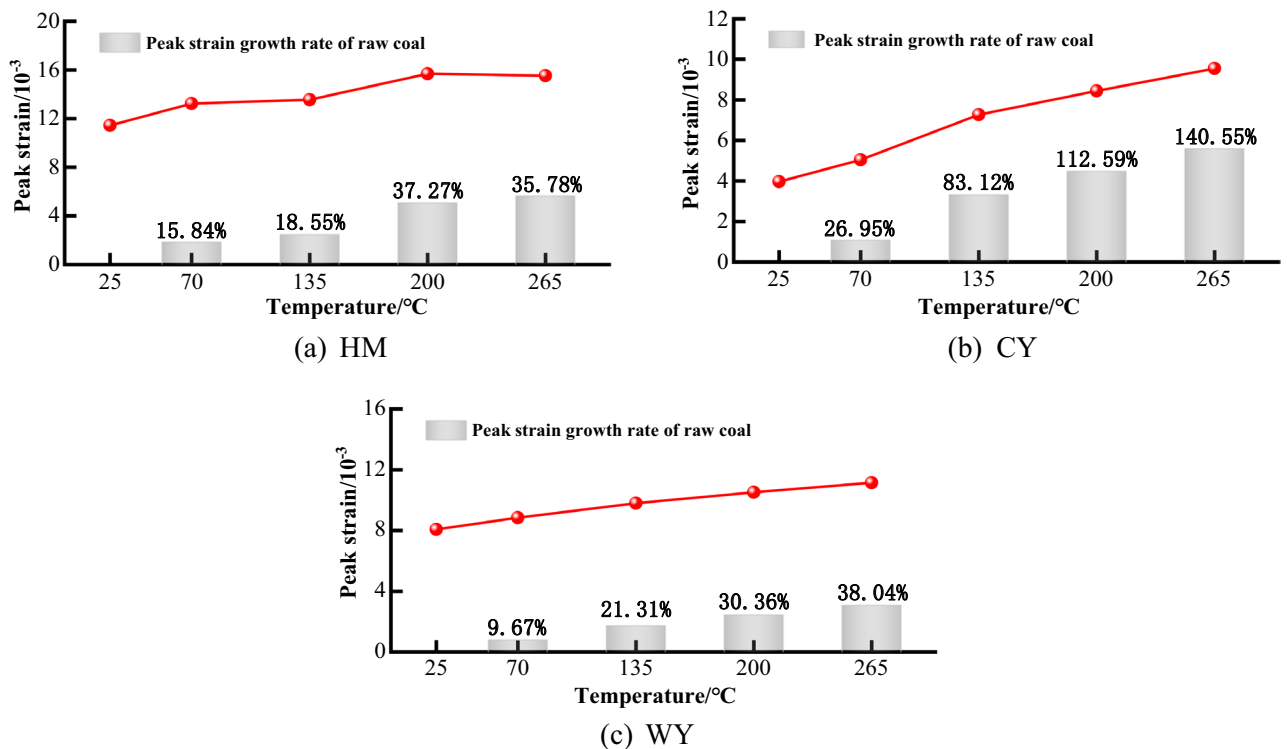 20
16
12
8
4
0
Peak strain/10⁻³
Peak strain growth rate of raw coal
15.84%
18.55%
37.27%
35.78%
25 70 135 200 265
Temperature/°C
(a) HM
12
10
8
6
4
2
0
Peak strain/10⁻³
Peak strain growth rate of raw coal
26.95%
83.12%
112.59%
140.55%
25 70 135 200 265
Temperature/°C
(b) CY
16
12
8
4
0
Peak strain/10⁻³
Peak strain growth rate of raw coal
9.67%
21.31%
30.36%
38.04%
25 70 135 200 265
Temperature/°C
(c) WY